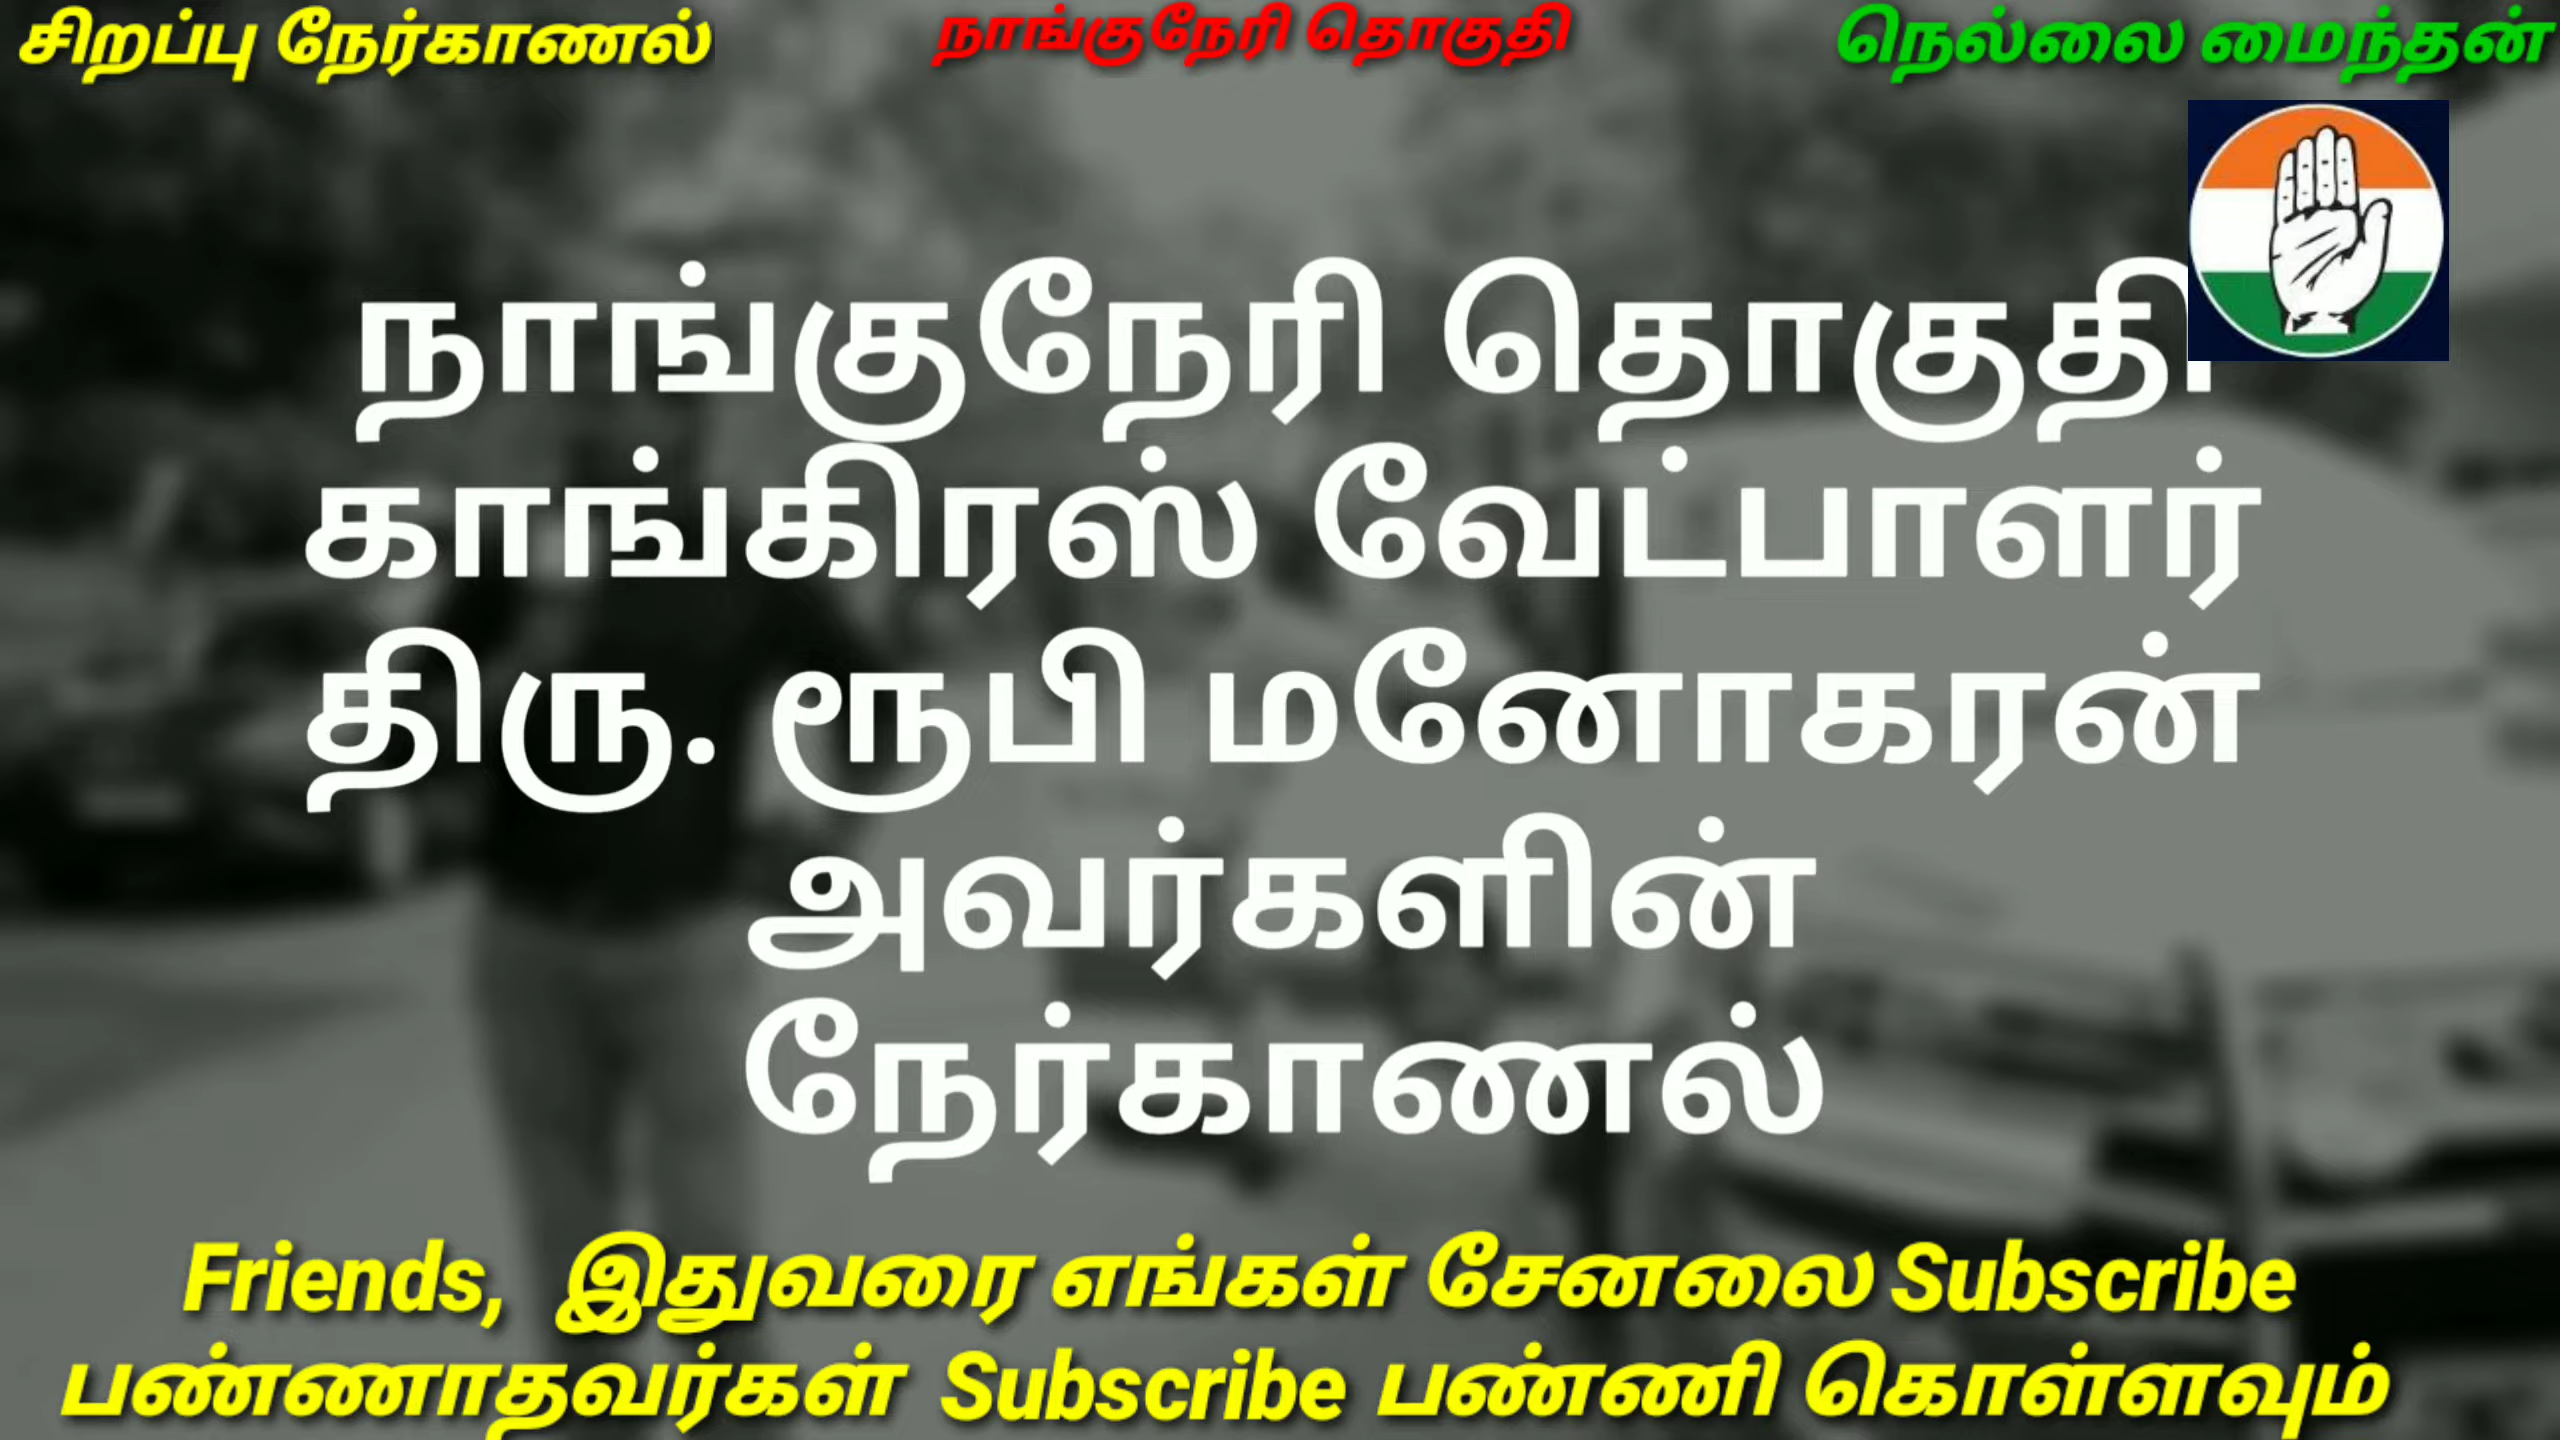 சிறப்பு நேர்காணல்
நாங்குநேரி தொகுதி
நெல்லை மைந்தன்
நாங்குநேரி தொகுதி
காங்கிரஸ் வேட்பாளர்
திரு. ரூபி மனோகரன்
அவர்களின்
நேர்காணல்
Friends, இதுவரை எங்கள் சேனலை Subscribe
பண்ணாதவர்கள் Subscribe பண்ணி கொள்ளவும்